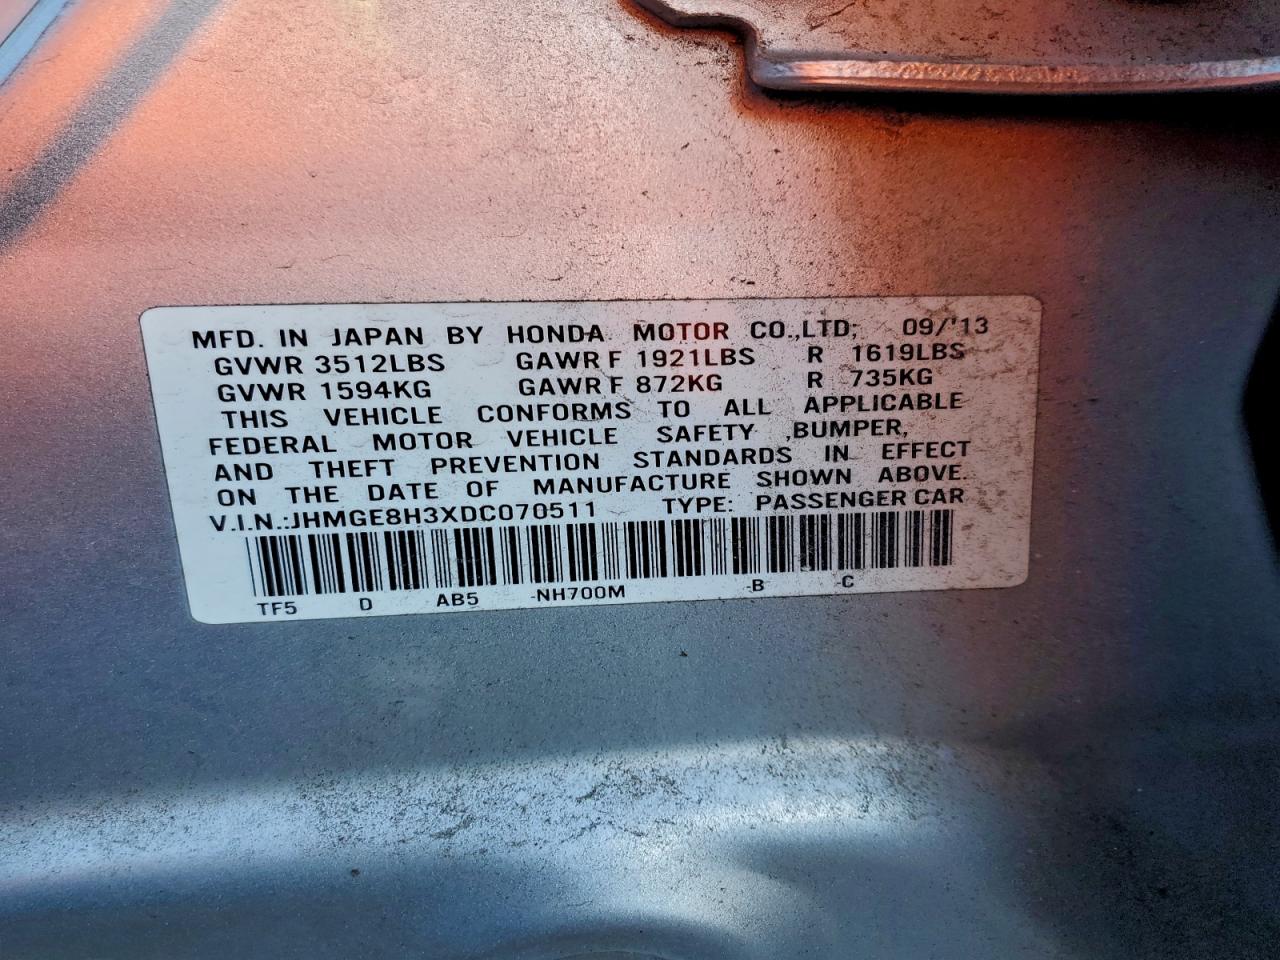 MFD. IN JAPAN BY HONDA MOTOR CO.,LTD; 09/'13
GVWR 3512LBS GAWR F 1921LBS R 1619LBS
GVWR 1594KG GAWR F 872KG R 735KG
THIS VEHICLE CONFORMS TO ALL APPLICABLE
FEDERAL MOTOR VEHICLE SAFETY ,BUMPER,
AND THEFT PREVENTION STANDARDS IN EFFECT
ON THE DATE OF MANUFACTURE SHOWN ABOVE.
V.I.N.:JHMGE8H3XDC070511 TYPE: PASSENGER CAR
TF5 D AB5 -NH700M -B -C